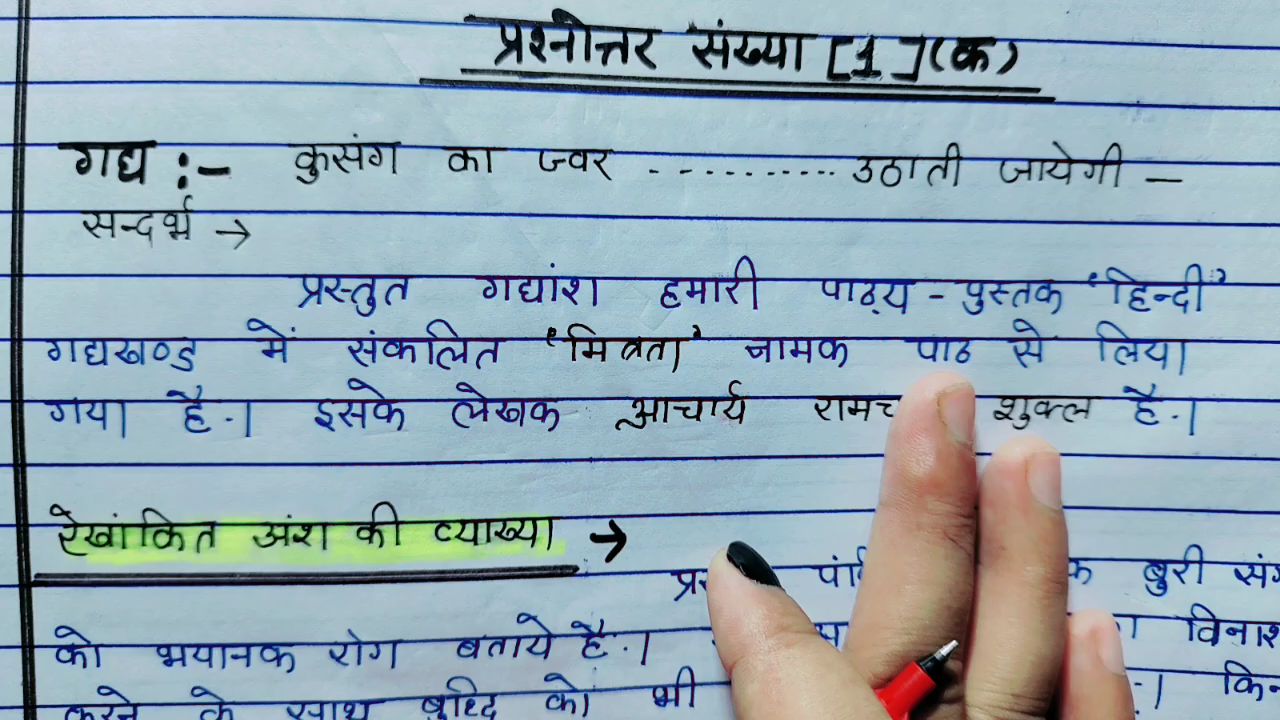 प्रश्नोत्तर संख्या [1](क)
गद्य :- कुसंग का ज्वर .......... उठाती जायेगी –
सन्दर्भ →
प्रस्तुत गद्यांश हमारी पाठ्य-पुस्तक 'हिन्दी'
गद्यखण्ड में संकलित 'मित्रता' नामक पाठ से लिया
गया है.। इसके लेखक आचार्य शुक्ल है.।
रेखांकित अंश की व्याख्या →
बुरी
को भयानक रोग बताये है.।
करने के साथ बुध्दि को भी